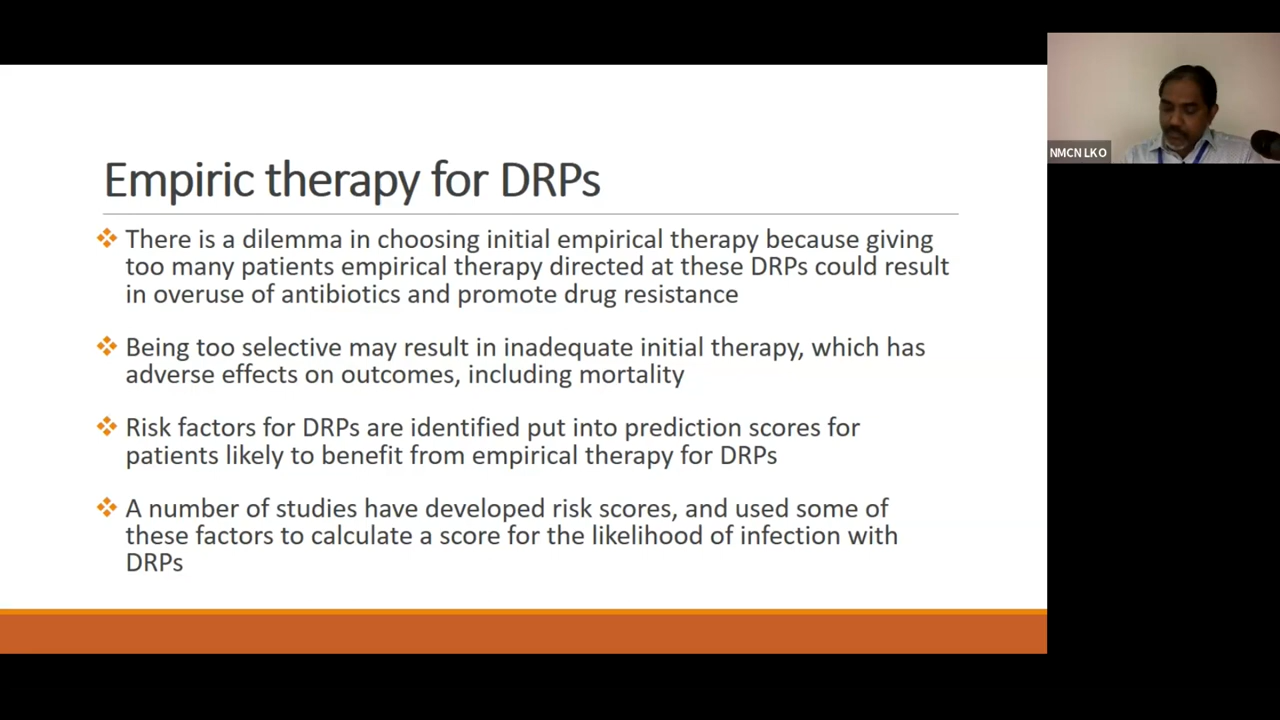 Empiric therapy for DRPs
There is a dilemma in choosing initial empirical therapy because giving
too many patients empirical therapy directed at these DRPs could result
in overuse of antibiotics and promote drug resistance
Being too selective may result in inadequate initial therapy, which has
adverse effects on outcomes, including mortality
Risk factors for DRPs are identified put into prediction scores for
patients likely to benefit from empirical therapy for DRPs
A number of studies have developed risk scores, and used some of
these factors to calculate a score for the likelihood of infection with
DRPs
NMCN LKO